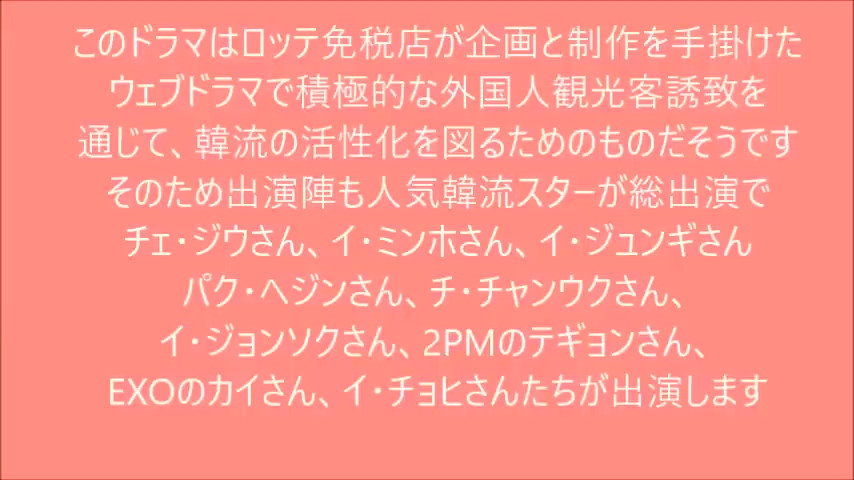 このドラマはロッテ免税店が企画と制作を手掛けた
ウェブドラマで積極的な外国人観光客誘致を
通じて、韓流の活性化を図るためのものだそうです
そのため出演陣も人気韓流スターが総出演で
チェ・ジウさん、イ・ミンホさん、イ・ジュンギさん
パク・ヘジンさん、チ・チャンウクさん、
イ・ジョンソクさん、2PMのテギョンさん、
EXOのカイさん、イ・チョヒさんたちが出演します